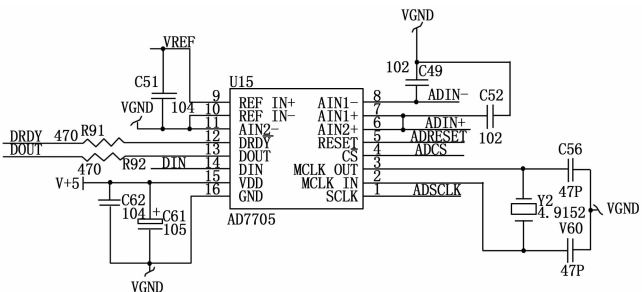 VGND
VREF
102 C49
C51
U15
104
9 REF IN+ AIN1- 8 ADIN-
VGND
10 REF IN- AIN1+ 7
C52
11 AIN2- AIN2+ 6 ADIN+
102
DRDY 470 R91
12 DRDY RESET 5 ADRESET
DOUT
13 DOUT CS 4 ADCS
470 R92 DIN
14 DIN MCLK OUT 3
C56
V+5
15 VDD MCLK IN 2
47P
16 GND SCLK 1 ADSCLK
C62
104
+ C61
105
AD7705
Y2
4.9152
VGND
V60
47P
VGND